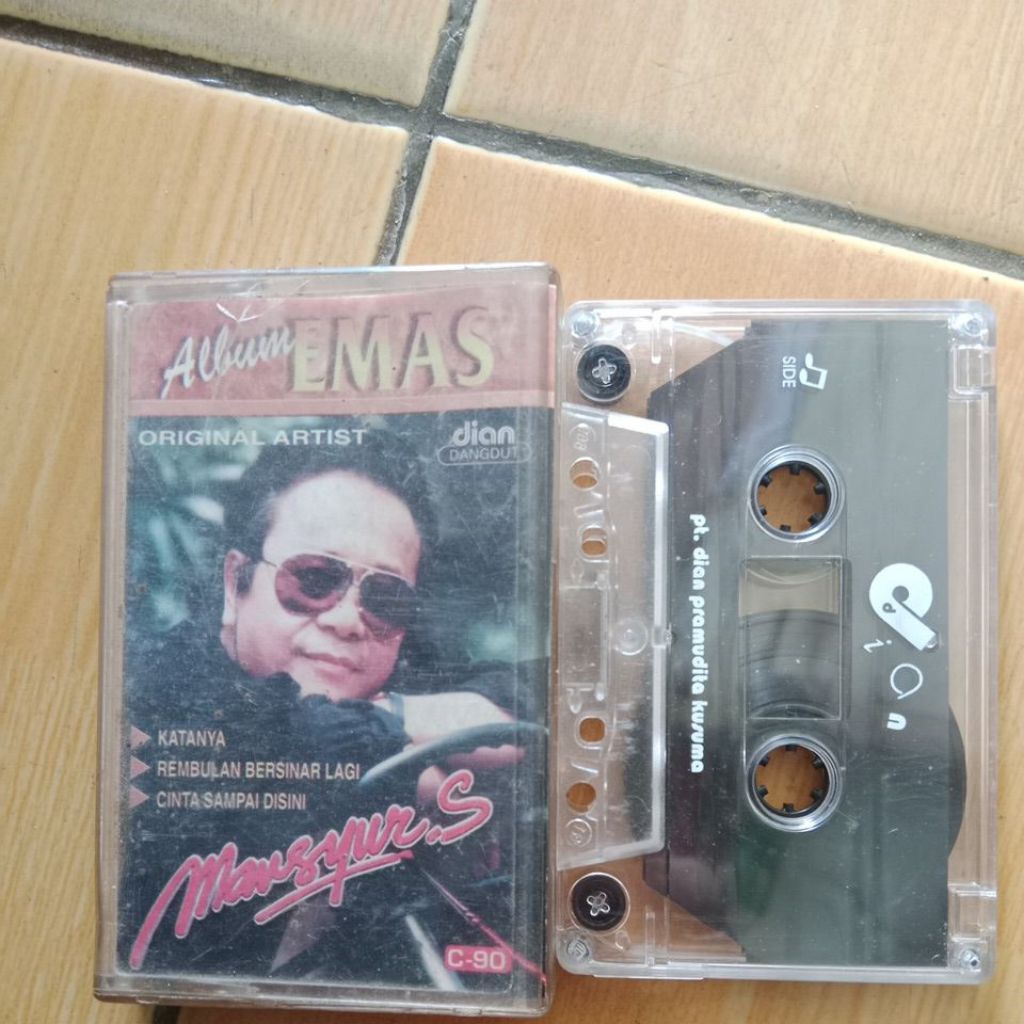 Album EMAS
ORIGINAL ARTIST
dian
DANGDUT
KATANYA
REMBULAN BERSINAR LAGI
CINTA SAMPAI DISINI
Mansyur.S
C-90
SIDE
dian
pt. dian pramudita kusuma